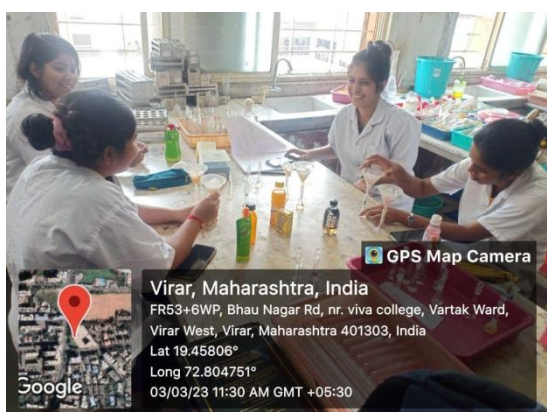 GPS Map Camera
Virar, Maharashtra, India
FR53+6WP, Bhau Nagar Rd, nr. viva college, Vartak Ward,
Virar West, Virar, Maharashtra 401303, India
Lat 19.45806°
Long 72.804751°
03/03/23 11:30 AM GMT +05:30
Google